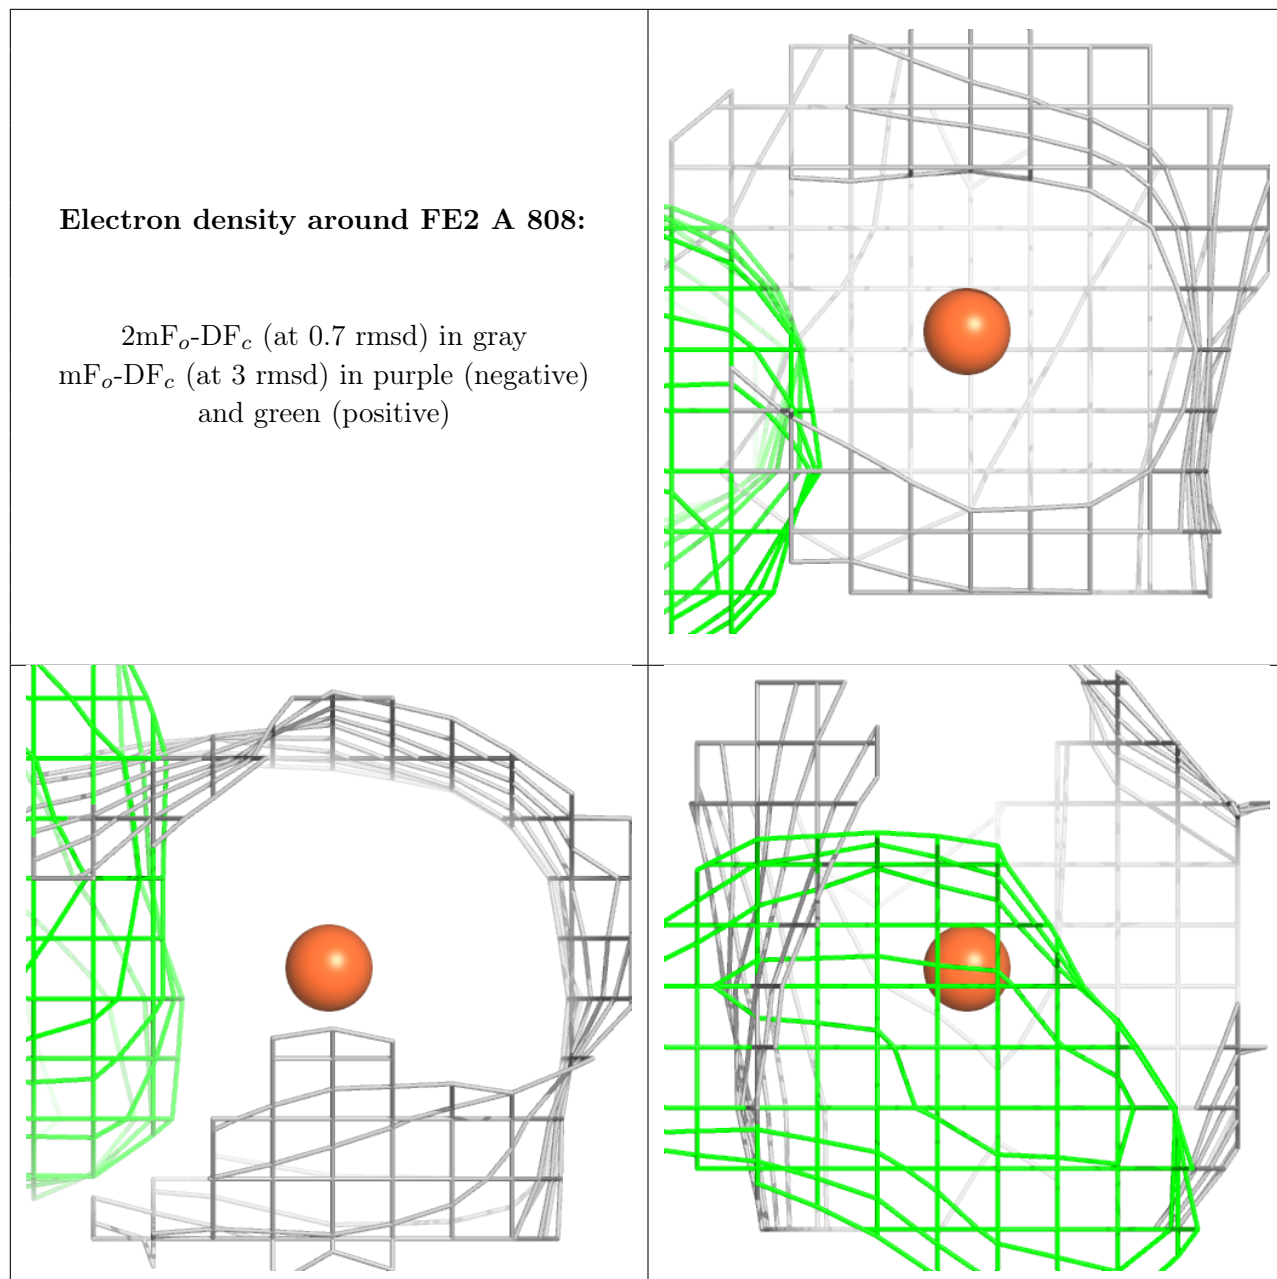 Electron density around FE2 A 808:
2mFo-DFc (at 0.7 rmsd) in gray
mFo-DFc (at 3 rmsd) in purple (negative)
and green (positive)